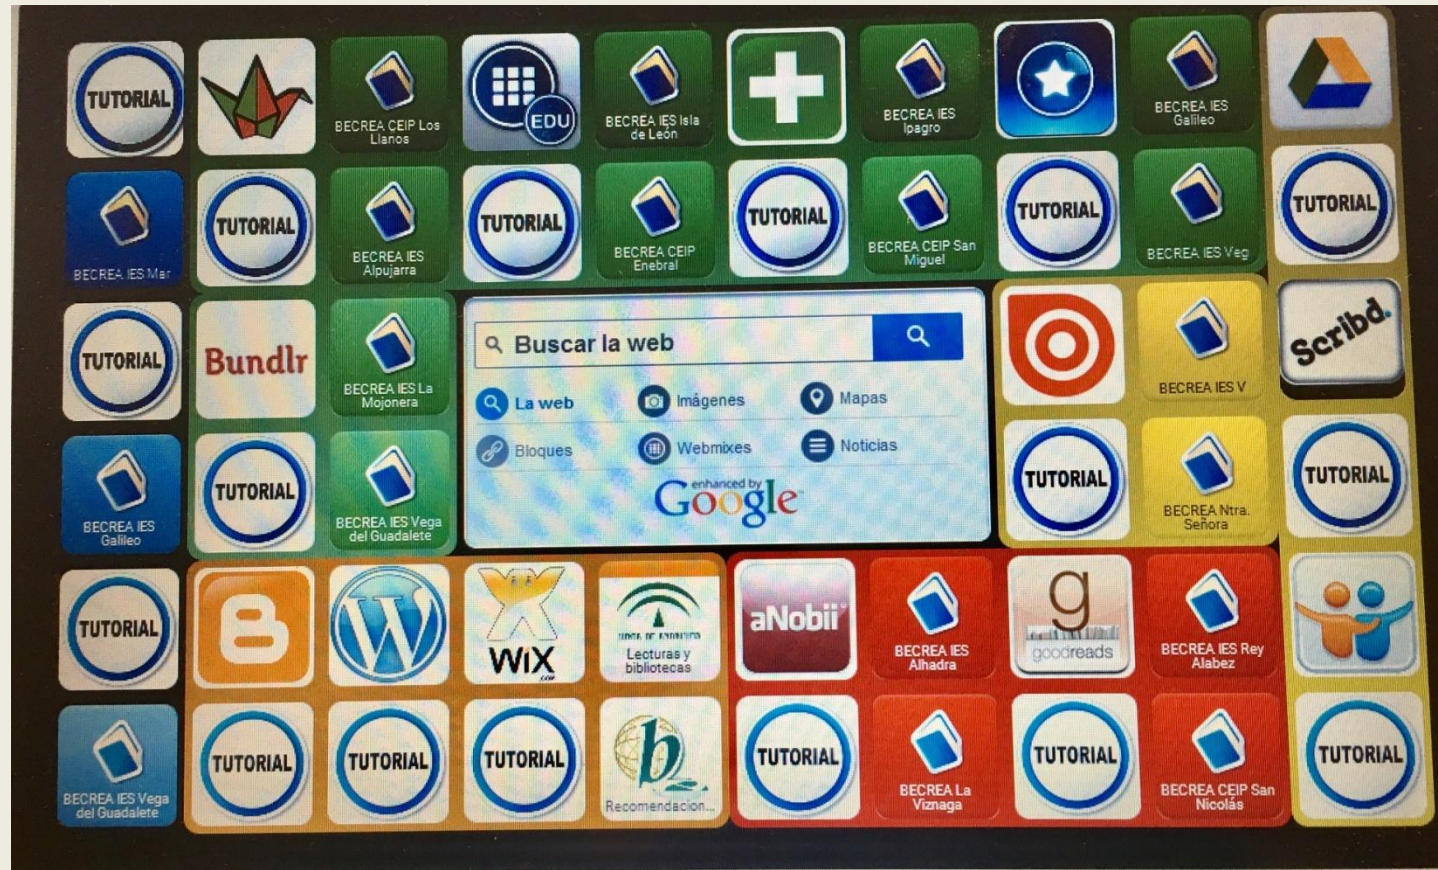 TUTORIAL
BECREA CEIP Los
Llanos
EDU
BECREA IES Isla
de León
BECREA IES
Ipagro
BECREA IES
Galileo
BECREA IES Mar
TUTORIAL
BECREA IES
Alpujarra
TUTORIAL
BECREA CEIP
Enebral
TUTORIAL
BECREA CEIP San
Miguel
TUTORIAL
BECREA IES Veg
TUTORIAL
TUTORIAL
Bundlr
BECREA IES La
Mojonera
Buscar la web
La web
Imágenes
Mapas
Bloques
Webmixes
Noticias
enhanced by
Google
BECREA IES V
Scribd.
BECREA IES
Galileo
TUTORIAL
BECREA IES Vega
del Guadalete
TUTORIAL
BECREA Ntra.
Señora
TUTORIAL
TUTORIAL
B
W
WiX
.com
JUNTA DE ANDALUCIA
Lecturas y
bibliotecas
aNobii
BECREA IES
Alhadra
g
goodreads
BECREA IES Rey
Alabez
BECREA IES Vega
del Guadalete
TUTORIAL
TUTORIAL
TUTORIAL
b
Recomendacion...
TUTORIAL
BECREA La
Viznaga
TUTORIAL
BECREA CEIP San
Nicolás
TUTORIAL